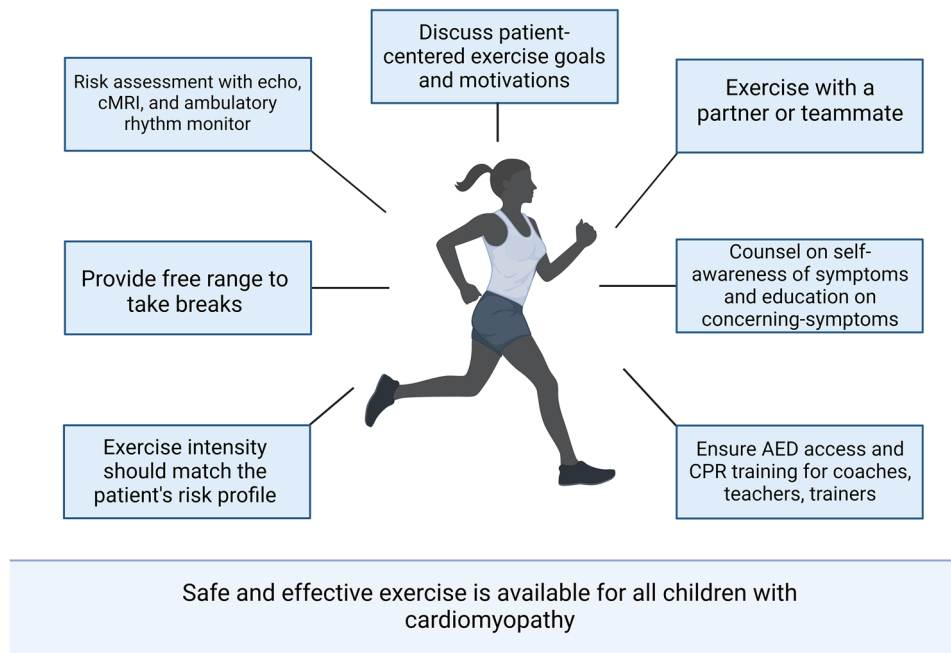 Discuss patient-
centered exercise goals
and motivations
Risk assessment with echo,
cMRI, and ambulatory
rhythm monitor
Exercise with a
partner or teammate
Provide free range to
take breaks
Counsel on self-
awareness of symptoms
and education on
concerning-symptoms
Exercise intensity
should match the
patient's risk profile
Ensure AED access and
CPR training for coaches,
teachers, trainers
Safe and effective exercise is available for all children with
cardiomyopathy